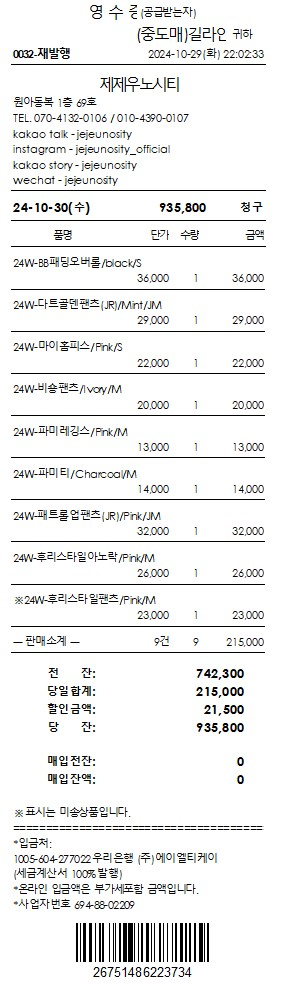 영 수 증(공급받는자)
(중도매)길라인 귀하
0032-재발행 2024-10-29(화) 22:02:33
제제우노시티
원아동복 1층 69호
TEL. 070-4132-0106 / 010-4390-0107
kakao talk - jejeunosity
instagram - jejeunosity_official
kakao story - jejeunosity
wechat - jejeunosity
24-10-30(수) 935,800 청구
품명 단가 수량 금액
24W-BB패딩오버롤/black/S
36,000 1 36,000
24W-다트골덴팬츠(JR)/Mint/JM
29,000 1 29,000
24W-마이홈피스/Pink/S
22,000 1 22,000
24W-비숑팬츠/Ivory/M
20,000 1 20,000
24W-파미레깅스/Pink/M
13,000 1 13,000
24W-파미티/Charcoal/M
14,000 1 14,000
24W-패트롤업팬츠(JR)/Pink/JM
32,000 1 32,000
24W-후리스타일아노락/Pink/M
26,000 1 26,000
※24W-후리스타일팬츠/Pink/M
23,000 1 23,000
--- 판매소계 --- 9건 9 215,000
전 잔: 742,300
당일합계: 215,000
할인금액: 21,500
당 잔: 935,800
매입전잔: 0
매입잔액: 0
※ 표시는 미송상품입니다.
======================================
*입금처:
1005-604-277022 우리은행 (주)에이엘티케이
(세금계산서 100% 발행)
*온라인 입금액은 부가세포함 금액입니다.
*사업자번호 694-88-02209
26751486223734